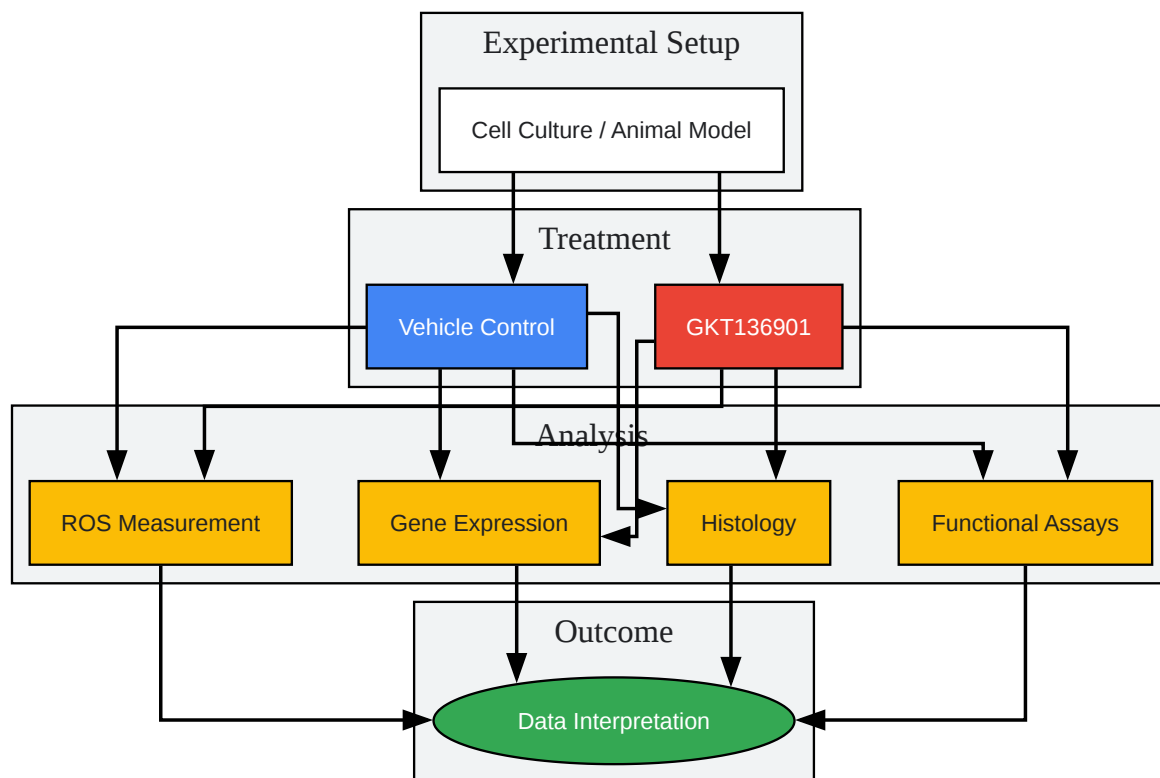 Experimental Setup
Cell Culture / Animal Model
Treatment
Vehicle Control
GKT136901
Analysis
ROS Measurement
Gene Expression
Histology
Functional Assays
Outcome
Data Interpretation